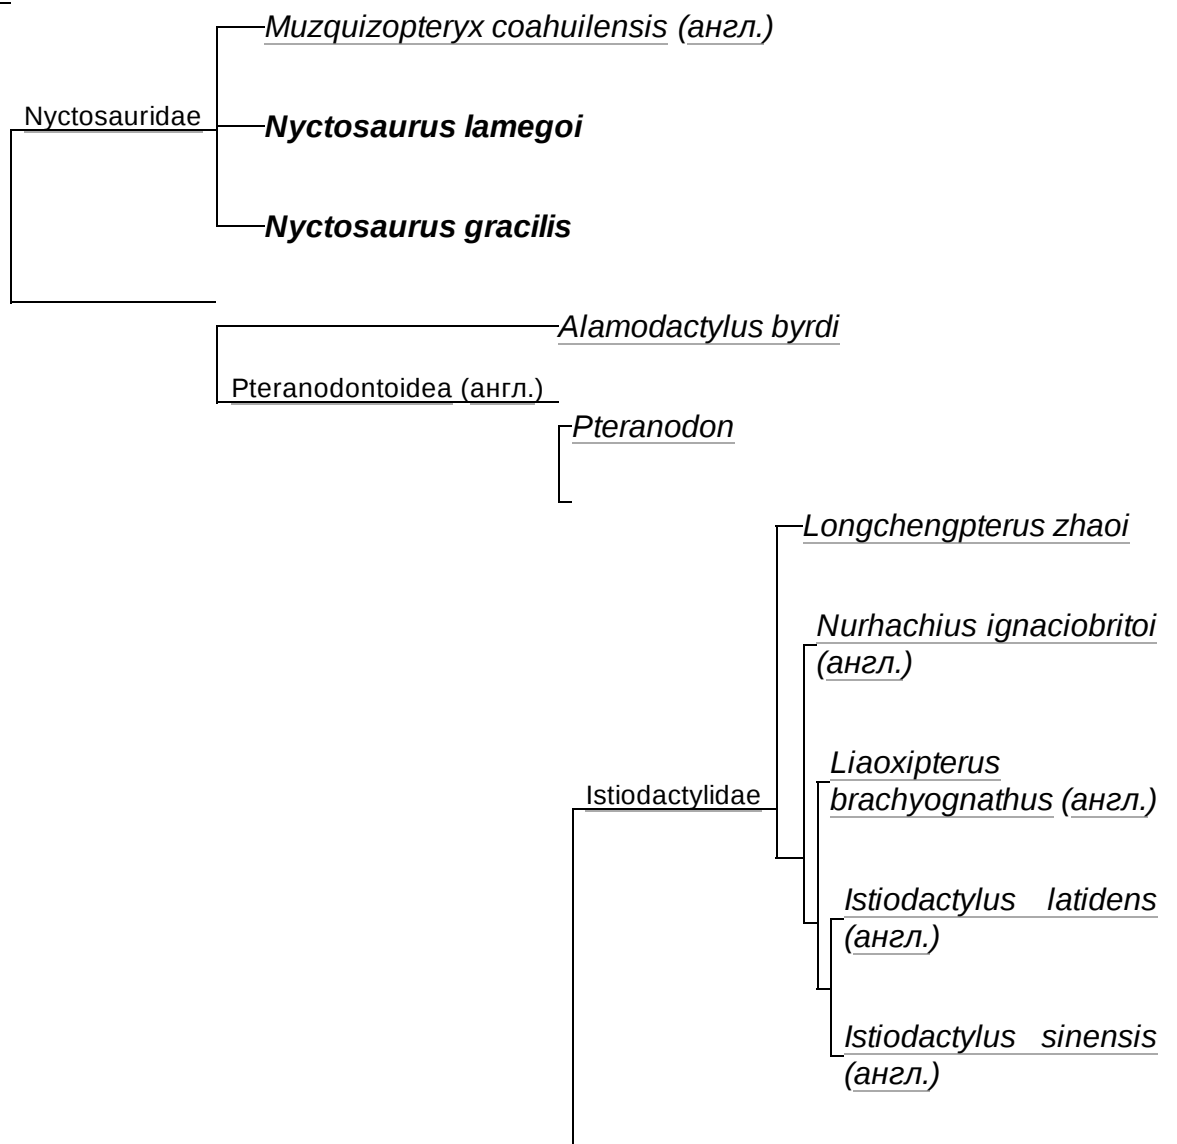 Muzquizopteryx coahuilensis (англ.)
Nyctosauridae
Nyctosaurus lamegoi
Nyctosaurus gracilis
Alamodactylus byrdi
Pteranodontoidea (англ.)
Pteranodon
Longchengpterus zhaoi
Nurhachius ignaciobritoi
(англ.)
Liaoxipterus
Istiodactylidae
brachyognathus (англ.)
Istiodactylus latidens
(англ.)
Istiodactylus sinensis
(англ.)